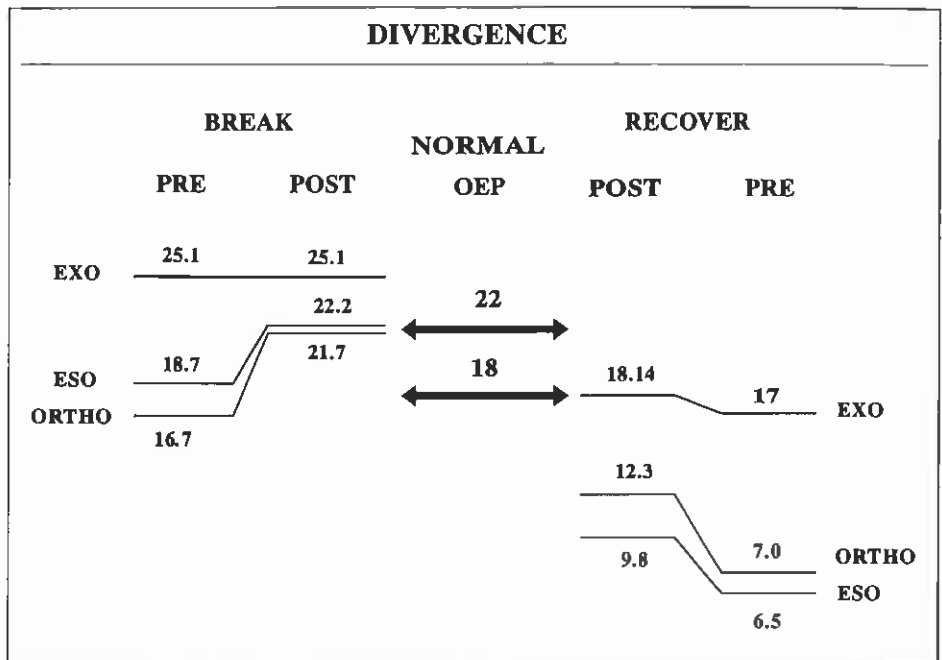 DIVERGENCE
BREAK RECOVER
NORMAL
PRE POST OEP POST PRE
25.1 25.1
EXO
22.2 22
18.7 21.7 18 18.14 17
ESO
EXO
ORTHO
16.7
12.3
9.8 7.0 ORTHO
ESO
6.5